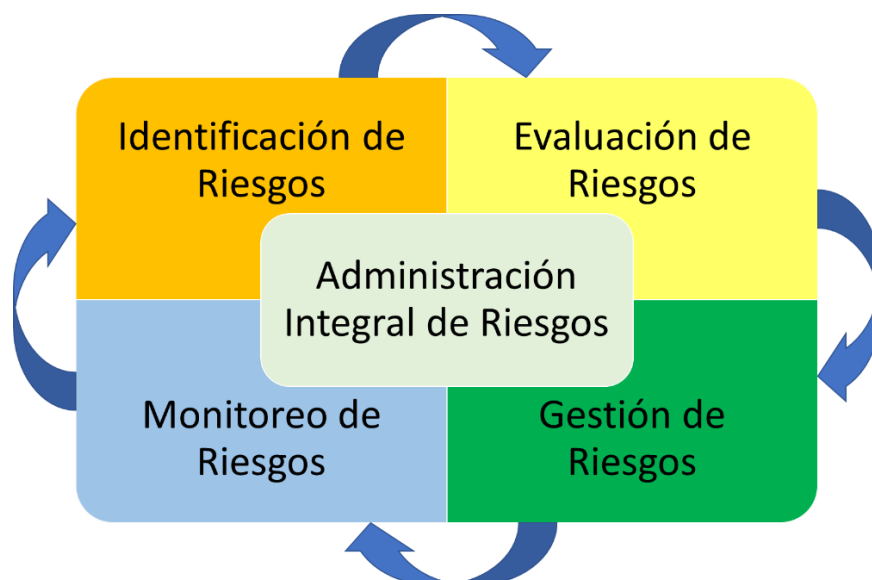 Identificación de
Riesgos
Evaluación de
Riesgos
Administración
Integral de Riesgos
Monitoreo de
Riesgos
Gestión de
Riesgos